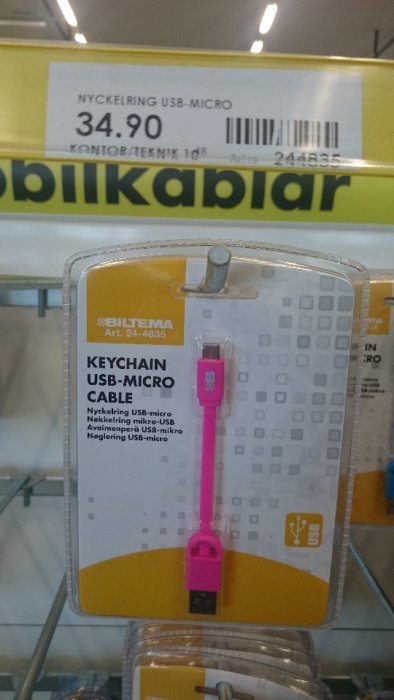 NYCKELRING USB-MICRO
34.90
KONTOR/TEKNIK 10
244835
obilkablar
BILTEMA
Art. 24-4835
KEYCHAIN
USB-MICRO
CABLE
Nyckelring USB-micro
Nøkkelring mikro-USB
Avaimenperä USB-mikro
Nøglering USB-micro
USB